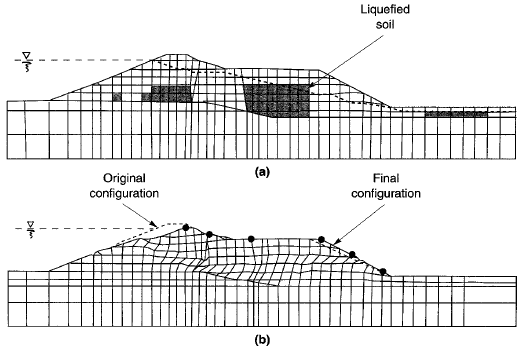 Liquefied
soil
(a)
Original
configuration
Final
configuration
(b)